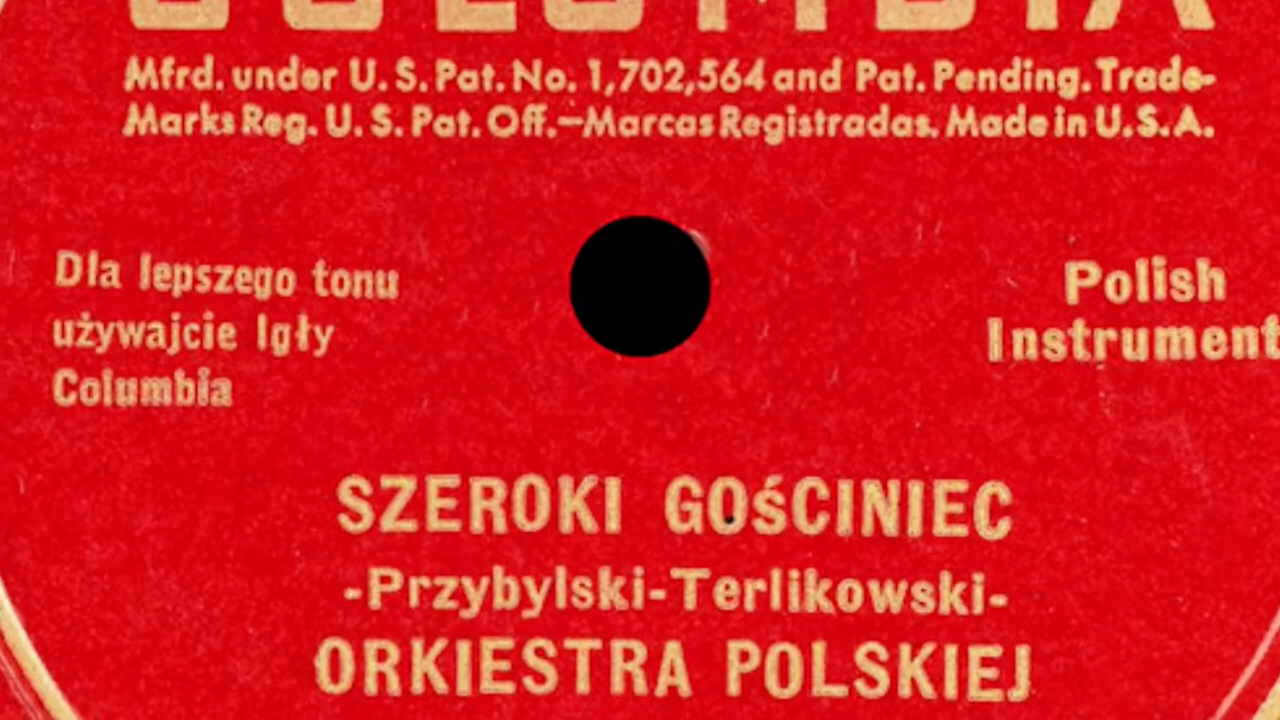 COLUMBIA
Mfrd. under U. S. Pat. No. 1,702,564 and Pat. Pending. Trade-
Marks Reg. U. S. Pat. Off.—Marcas Registradas. Made in U.S.A.
Dla lepszego tonu
używajcie Igły
Columbia
Polish
Instrument
SZEROKI GOśCINIEC
-Przybylski-Terlikowski-
ORKIESTRA POLSKIEJ